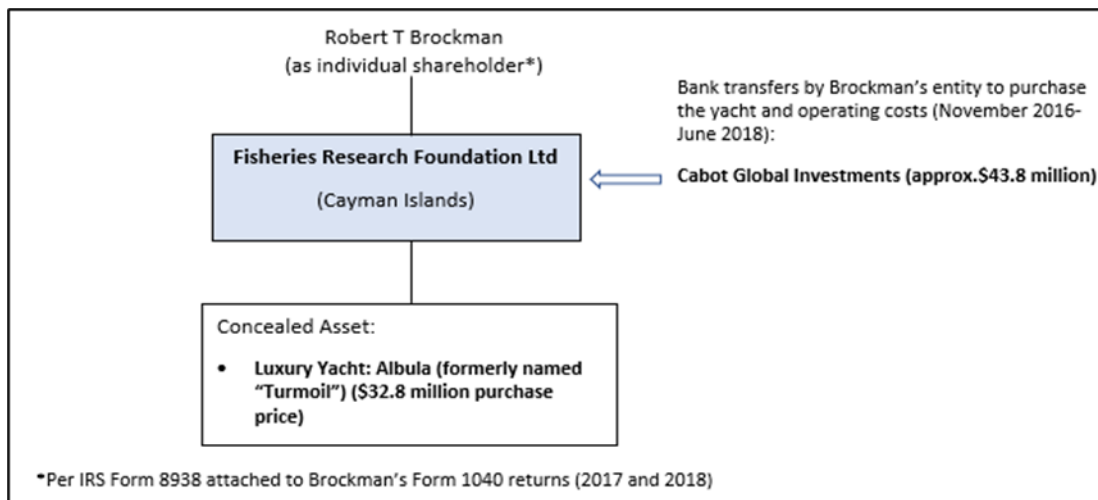 Robert T Brockman
(as individual shareholder*)
Bank transfers by Brockman's entity to purchase
the yacht and operating costs (November 2016-
June 2018):
Cabot Global Investments (approx.$43.8 million)
Fisheries Research Foundation Ltd
(Cayman Islands)
Concealed Asset:
• Luxury Yacht: Albula (formerly named
“Turmoil”) ($32.8 million purchase
price)
*Per IRS Form 8938 attached to Brockman's Form 1040 returns (2017 and 2018)